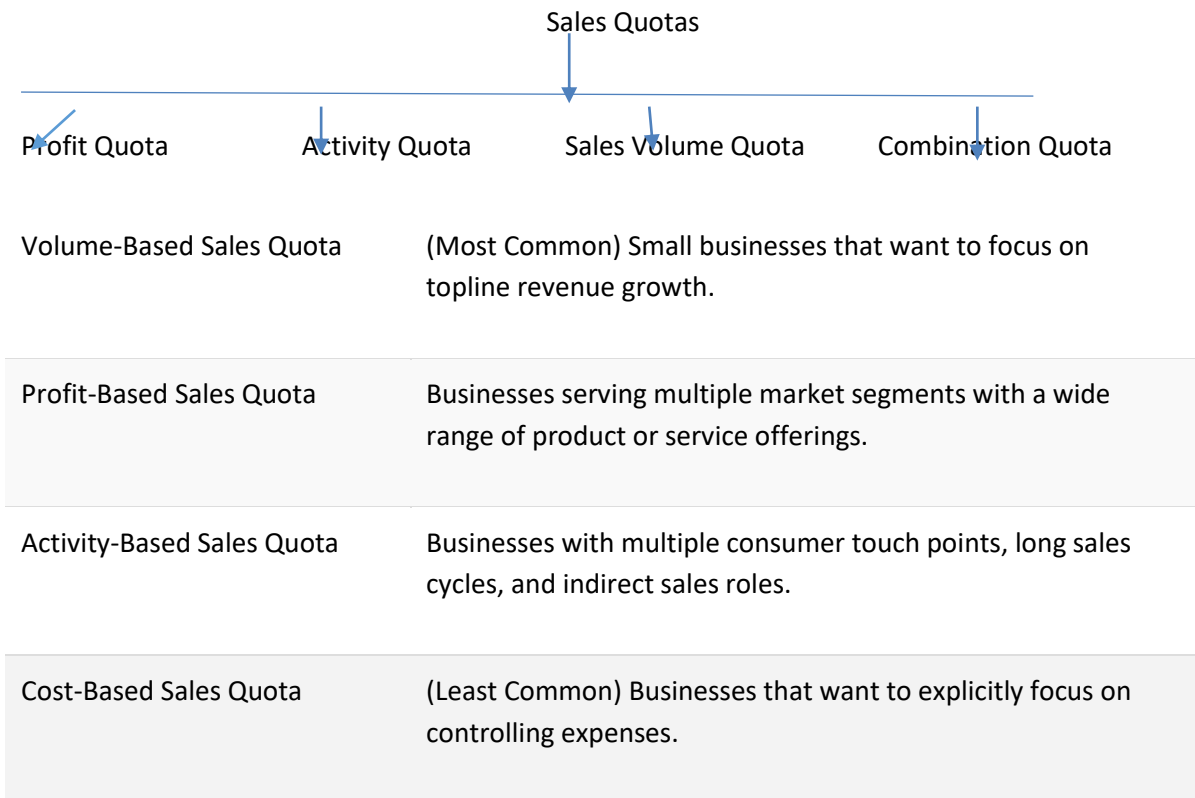 Sales Quotas
Profit Quota Activity Quota Sales Volume Quota Combination Quota
Volume-Based Sales Quota (Most Common) Small businesses that want to focus on
topline revenue growth.
Profit-Based Sales Quota Businesses serving multiple market segments with a wide
range of product or service offerings.
Activity-Based Sales Quota Businesses with multiple consumer touch points, long sales
cycles, and indirect sales roles.
Cost-Based Sales Quota (Least Common) Businesses that want to explicitly focus on
controlling expenses.